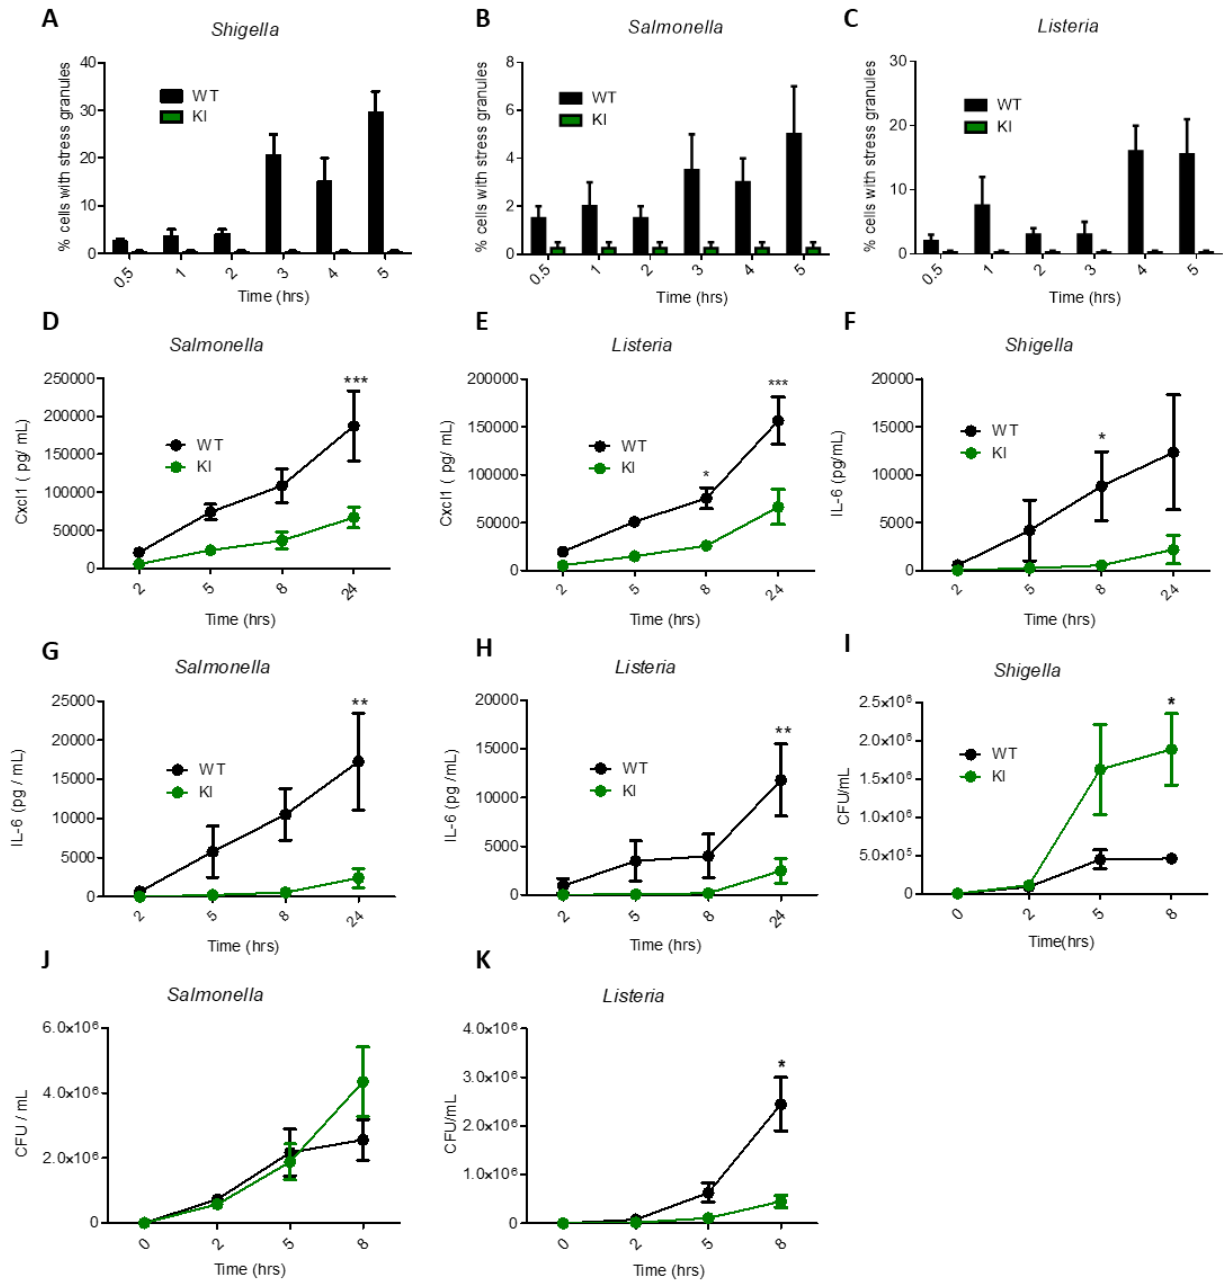 A
Shigella
% cells with stress granules
40
30
20
10
0
WT
KI
0.5
1
2
3
4
5
Time (hrs)
B
Salmonella
% cells with stress granules
8
6
4
2
0
WT
KI
0.5
1
2
3
4
5
Time (hrs)
C
Listeria
% cells with stress granules
30
20
10
0
WT
KI
0.5
1
2
3
4
5
Time (hrs)
D
Salmonella
Cxcl1 ( pg/ mL)
250000
200000
150000
100000
50000
0
WT
KI
***
2
5
8
24
Time (hrs)
E
Listeria
Cxcl1 ( pg/ mL)
200000
150000
100000
50000
0
WT
KI
*
***
2
5
8
24
Time (hrs)
F
Shigella
IL-6 (pg/mL)
20000
15000
10000
5000
0
WT
KI
*
2
5
8
24
Time (hrs)
G
Salmonella
IL-6 (pg / mL)
25000
20000
15000
10000
5000
0
WT
KI
**
2
5
8
24
Time (hrs)
H
Listeria
IL-6 (pg /mL)
20000
15000
10000
5000
0
WT
KI
**
2
5
8
24
Time (hrs)
I
Shigella
CFU/mL
2.5x10⁶
2.0x10⁶
1.5x10⁶
1.0x10⁶
5.0x10⁵
0
WT
KI
*
0
2
5
8
Time(hrs)
J
Salmonella
CFU / mL
6.0x10⁶
4.0x10⁶
2.0x10⁶
0
0
2
5
8
Time (hrs)
K
Listeria
CFU/mL
4.0x10⁶
3.0x10⁶
2.0x10⁶
1.0x10⁶
0
*
0
2
5
8
Time (hrs)